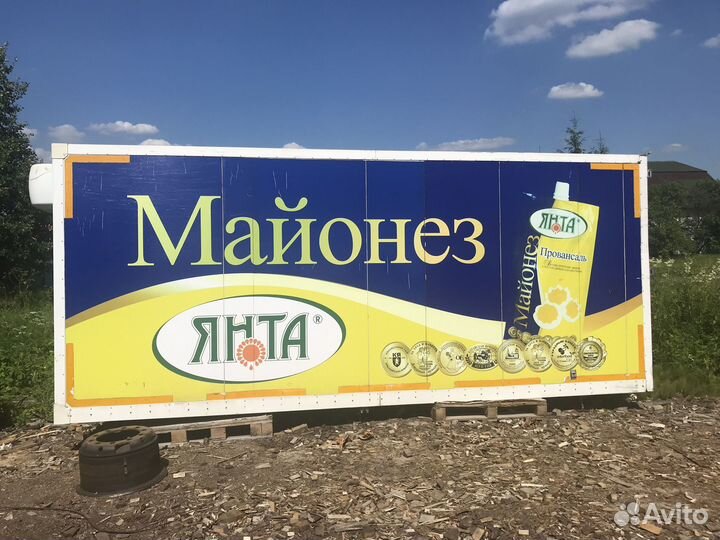 Майонез
ЯНТА®
ЯНТА
Провансаль
Майонез
Avito